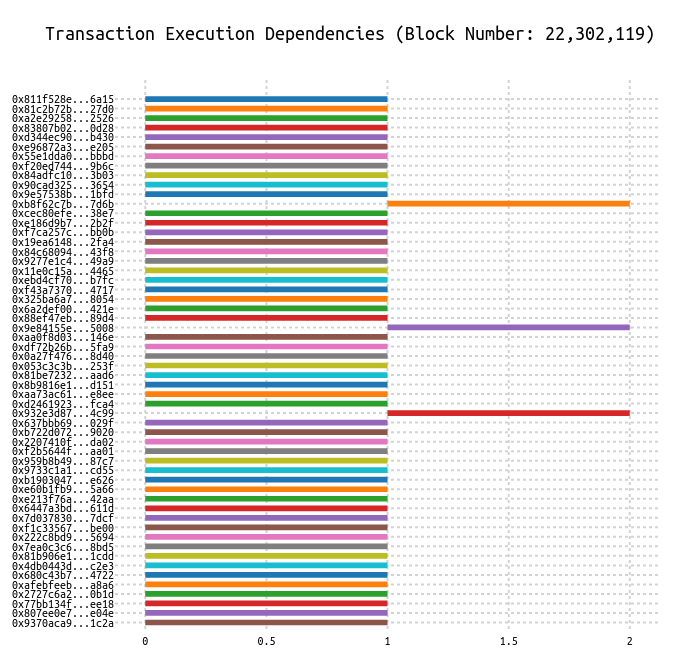 Transaction Execution Dependencies (Block Number: 22,302,119)
0x811f528e...6a15
0x81c2b72b...27d0
0xa2e29258...2526
0x83807b02...0d28
0xd344ec90...b430
0xe96872a3...e205
0x55e1dda0...bbbd
0xf20ed744...9b6c
0x84adfc10...3b03
0x90cad325...3654
0x9e57538b...1bfd
0xb8f62c7b...7d6b
0xcec80efe...38e7
0xe186d9b7...2b2f
0xf7ca257c...bb0b
0x19ea6148...2fa4
0x84c68094...43f8
0x9277e1c4...49a9
0x11e0c15a...4465
0xebd4cf70...b7fc
0xf43a7370...4717
0x325ba6a7...8054
0x6a2def00...421e
0x88ef47eb...89d4
0x9e84155e...5008
0xaa0f8d03...146e
0xdf72b26b...5fa9
0x0a27f476...8d40
0x053c3c3b...253f
0x81be7232...aad6
0x8b9816e1...d151
0xaa73ac61...e8ee
0xd2461923...fca4
0x932e3d87...4c99
0x637bbb69...029f
0xb722d072...9020
0x2207410f...da02
0xf2b5644f...aa01
0x959b8b49...87c7
0x9733c1a1...cd55
0xb1903047...e626
0xe60b1fb9...5a66
0xe213f76a...42aa
0x6447a3bd...611d
0x7d037830...7dcf
0xf1c33567...be00
0x222c8bd9...5694
0x7ea0c3c6...8bd5
0x81b906e1...1cdd
0x4db0443d...c2e3
0x680c43b7...4722
0xafebfeeb...a8a6
0x2727c6a2...0b1d
0x77bb134f...ee18
0x807ee0e7...e04e
0x9370aca9...1c2a
0 0.5 1 1.5 2